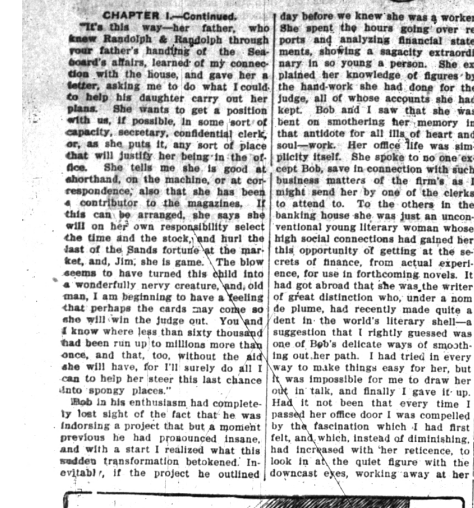 CHAPTER I.—Continued.
"It's this way—her father, who
knew Randolph & Randolph through
your father's handling of the Sea-
board's affairs, learned of my connec-
tion with the house, and gave her a
letter, asking me to do what I could
to help his daughter carry out her
plans. She wants to get a position
with us, if possible, in some sort of
capacity, secretary, confidential clerk,
or, as she puts it, any sort of place
that will justify her being in the of-
fice. She tells me she is good at
shorthand, on the machine, or at cor-
respondence, also that she has been
a contributor to the magazines. If
this can be arranged, she says she
will on her own responsibility select
the time and the stock, and hurl the
last of the Sands fortune at the mar-
ket, and, Jim, she is game. The blow
seems to have turned this child into
a wonderfully nervy creature, and, old
man, I am beginning to have a feeling
that perhaps the cards may come so
she will win the judge out. You and
I know where less than sixty thousand
had been run up to millions more than
once, and that, too, without the aid
she will have, for I'll surely do all I
can to help her steer this last chance
into spongy places."
Bob in his enthusiasm had complete-
ly lost sight of the fact that he was
indorsing a project that but a moment
previous he had pronounced insane,
and with a start I realized what this
sudden transformation betokened. In-
evitably, if the project he outlined
day before we knew she was a worker
She spent the hours going over re
ports and analyzing financial state
ments, showing a sagacity extraordi
nary in so young a person. She ex
plained her knowledge of figures by
the hand-work she had done for the
judge, all of whose accounts she had
kept. Bob and I saw that she was
bent on smothering her memory in
that antidote for all ills of heart and
soul—work. Her office life was sim
plicity itself. She spoke to no one ex
cept Bob, save in connection with such
business matters of the firm's as I
might send her by one of the clerks
to attend to. To the others in the
banking house she was just an uncon
ventional young literary woman whose
high social connections had gained her
this opportunity of getting at the se
crets of finance, from actual experi
ence, for use in forthcoming novels. It
had got abroad that she was the writer
of great distinction who, under a nom
de plume, had recently made quite a
dent in the world's literary shell—a
suggestion that I rightly guessed was
one of Bob's delicate ways of smooth-
ing out her path. I had tried in every
way to make things easy for her, but
it was impossible for me to draw her
out in talk, and finally I gave it up.
Had it not been that every time I
passed her office door I was compelled
by the fascination which I had first
felt, and which, instead of diminishing,
had increased with her reticence, to
look in at the quiet figure with the
downcast eyes, working away at her